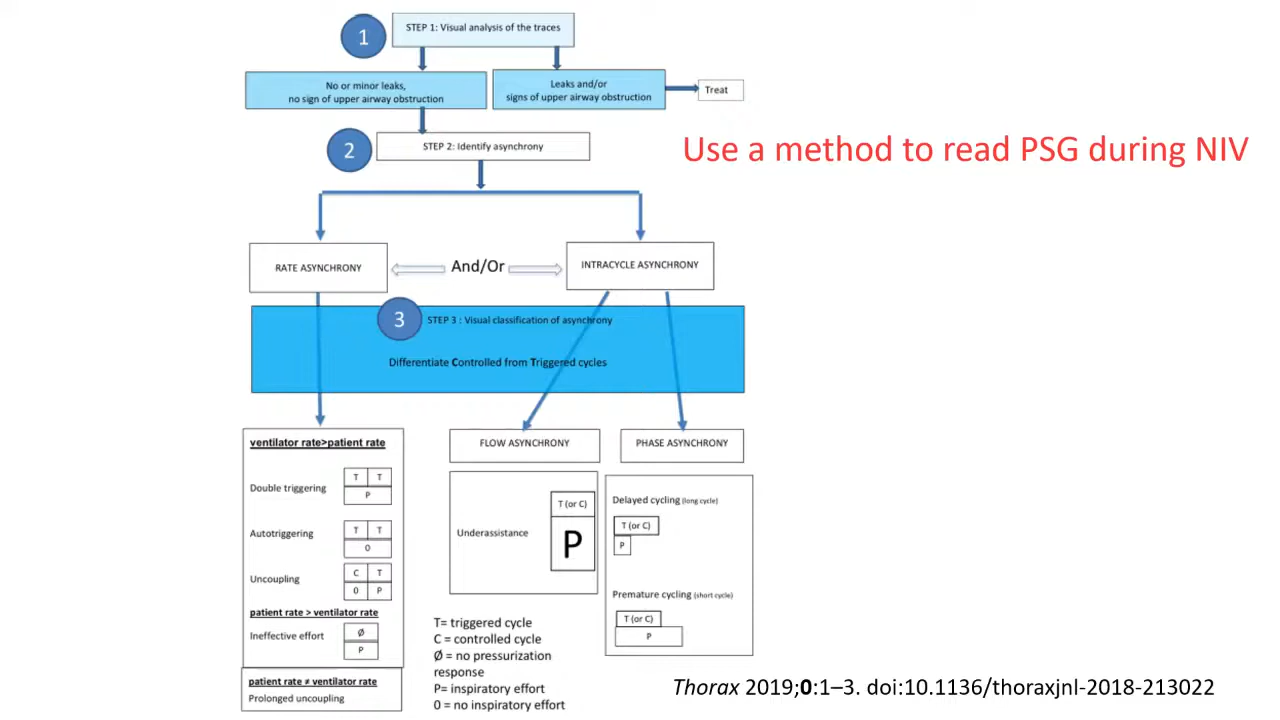 1
STEP 1: Visual analysis of the traces
No or minor leaks,
no sign of upper airway obstruction
Leaks and/or
signs of upper airway obstruction
Treat
2
STEP 2: Identify asynchrony
Use a method to read PSG during NIV
RATE ASYNCHRONY
And/Or
INTRACYCLE ASYNCHRONY
3
STEP 3 : Visual classification of asynchrony
Differentiate Controlled from Triggered cycles
ventilator rate>patient rate
Double triggering
T T
P
Autotriggering
T T
0
Uncoupling
C T
0 P
patient rate > ventilator rate
Ineffective effort
Ø
P
patient rate ≠ ventilator rate
Prolonged uncoupling
FLOW ASYNCHRONY
Underassistance
T (or C)
P
PHASE ASYNCHRONY
Delayed cycling (long cycle)
T (or C)
P
Premature cycling (short cycle)
T (or C)
P
T= triggered cycle
C = controlled cycle
Ø = no pressurization
response
P= inspiratory effort
0 = no inspiratory effort
Thorax 2019;0:1–3. doi:10.1136/thoraxjnl-2018-213022